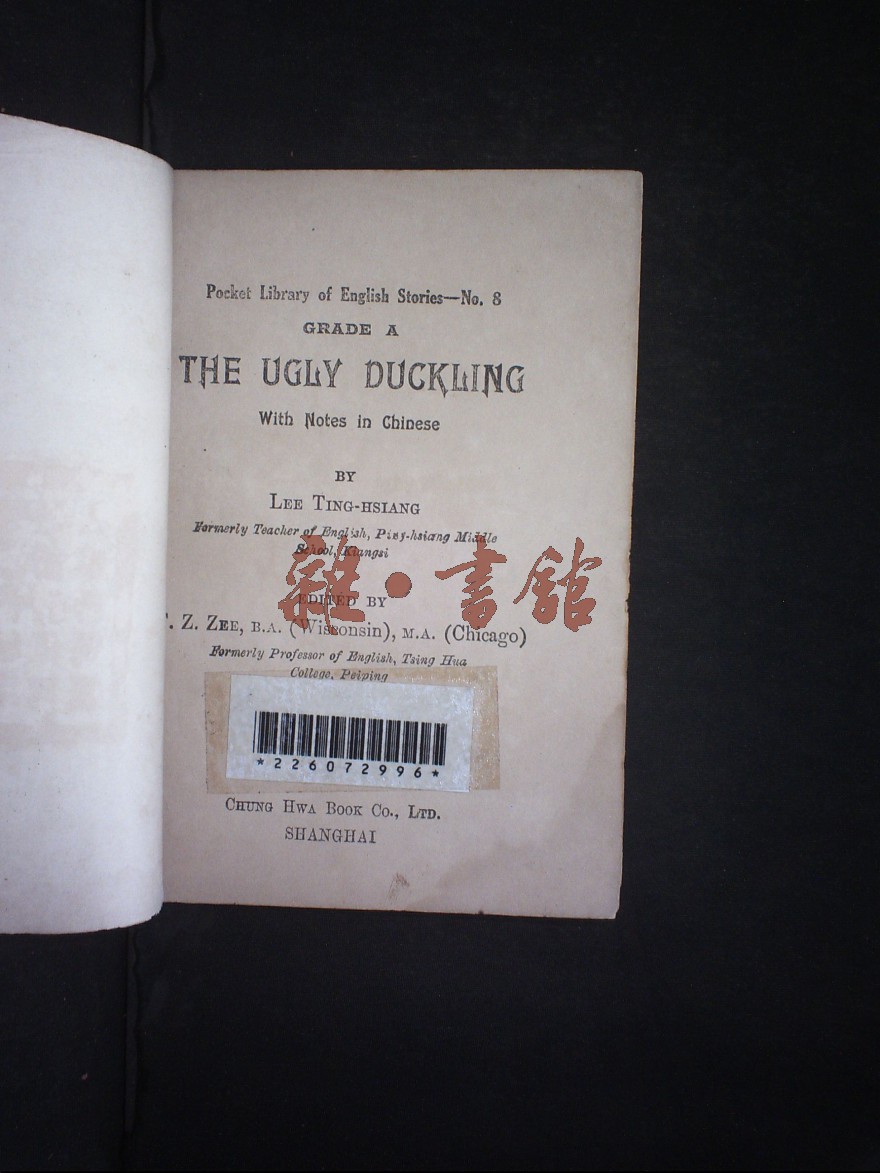 Pocket Library of English Stories—No. 8
GRADE A
THE UGLY DUCKLING
With Notes in Chinese
BY
LEE TING-HSIANG
Formerly Teacher of English, Ping-hsiang Middle
School, Kiangsi
雜·書館
EDITED BY
. Z. ZEE, B.A. (Wisconsin), M.A. (Chicago)
Formerly Professor of English, Tsing Hua
College, Peiping
*226072996*
CHUNG HWA BOOK CO., LTD.
SHANGHAI